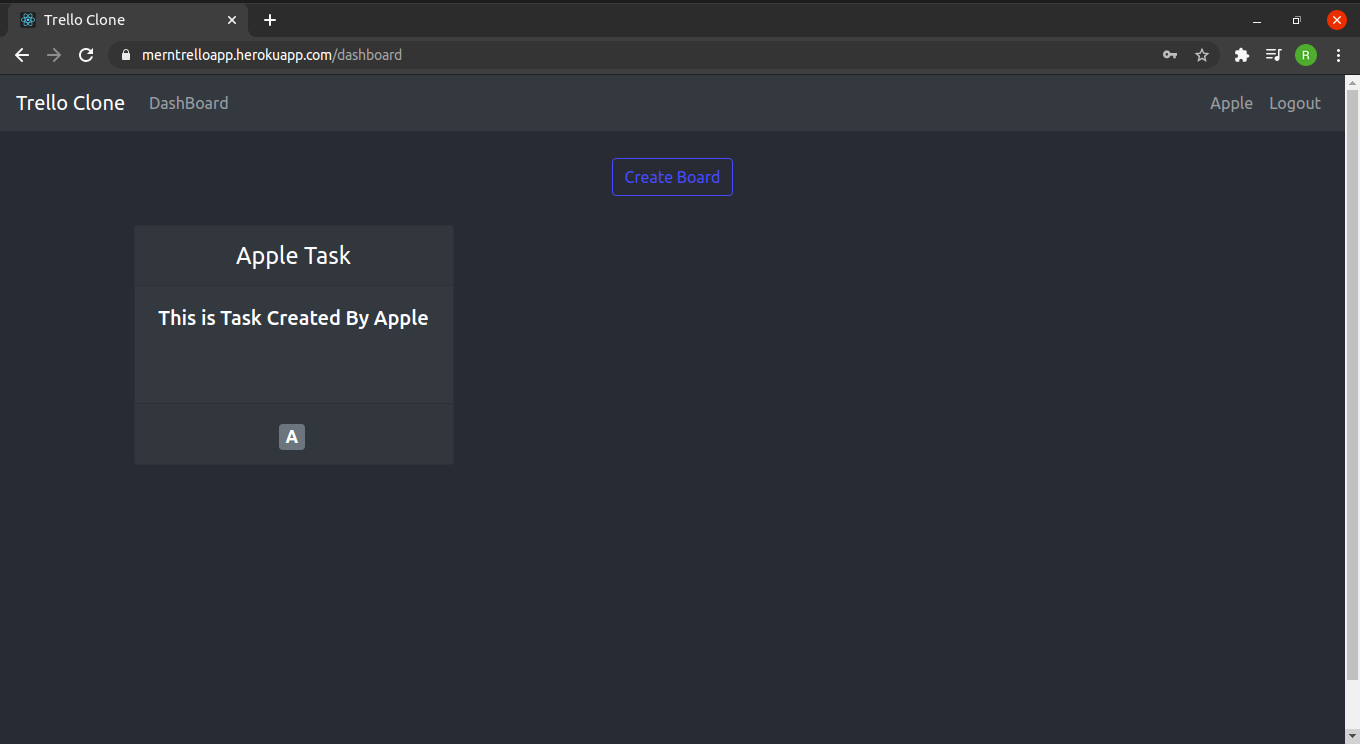 Trello Clone
merntrelloapp.herokuapp.com/dashboard
R
Trello Clone DashBoard Apple Logout
Create Board
Apple Task
This is Task Created By Apple
A